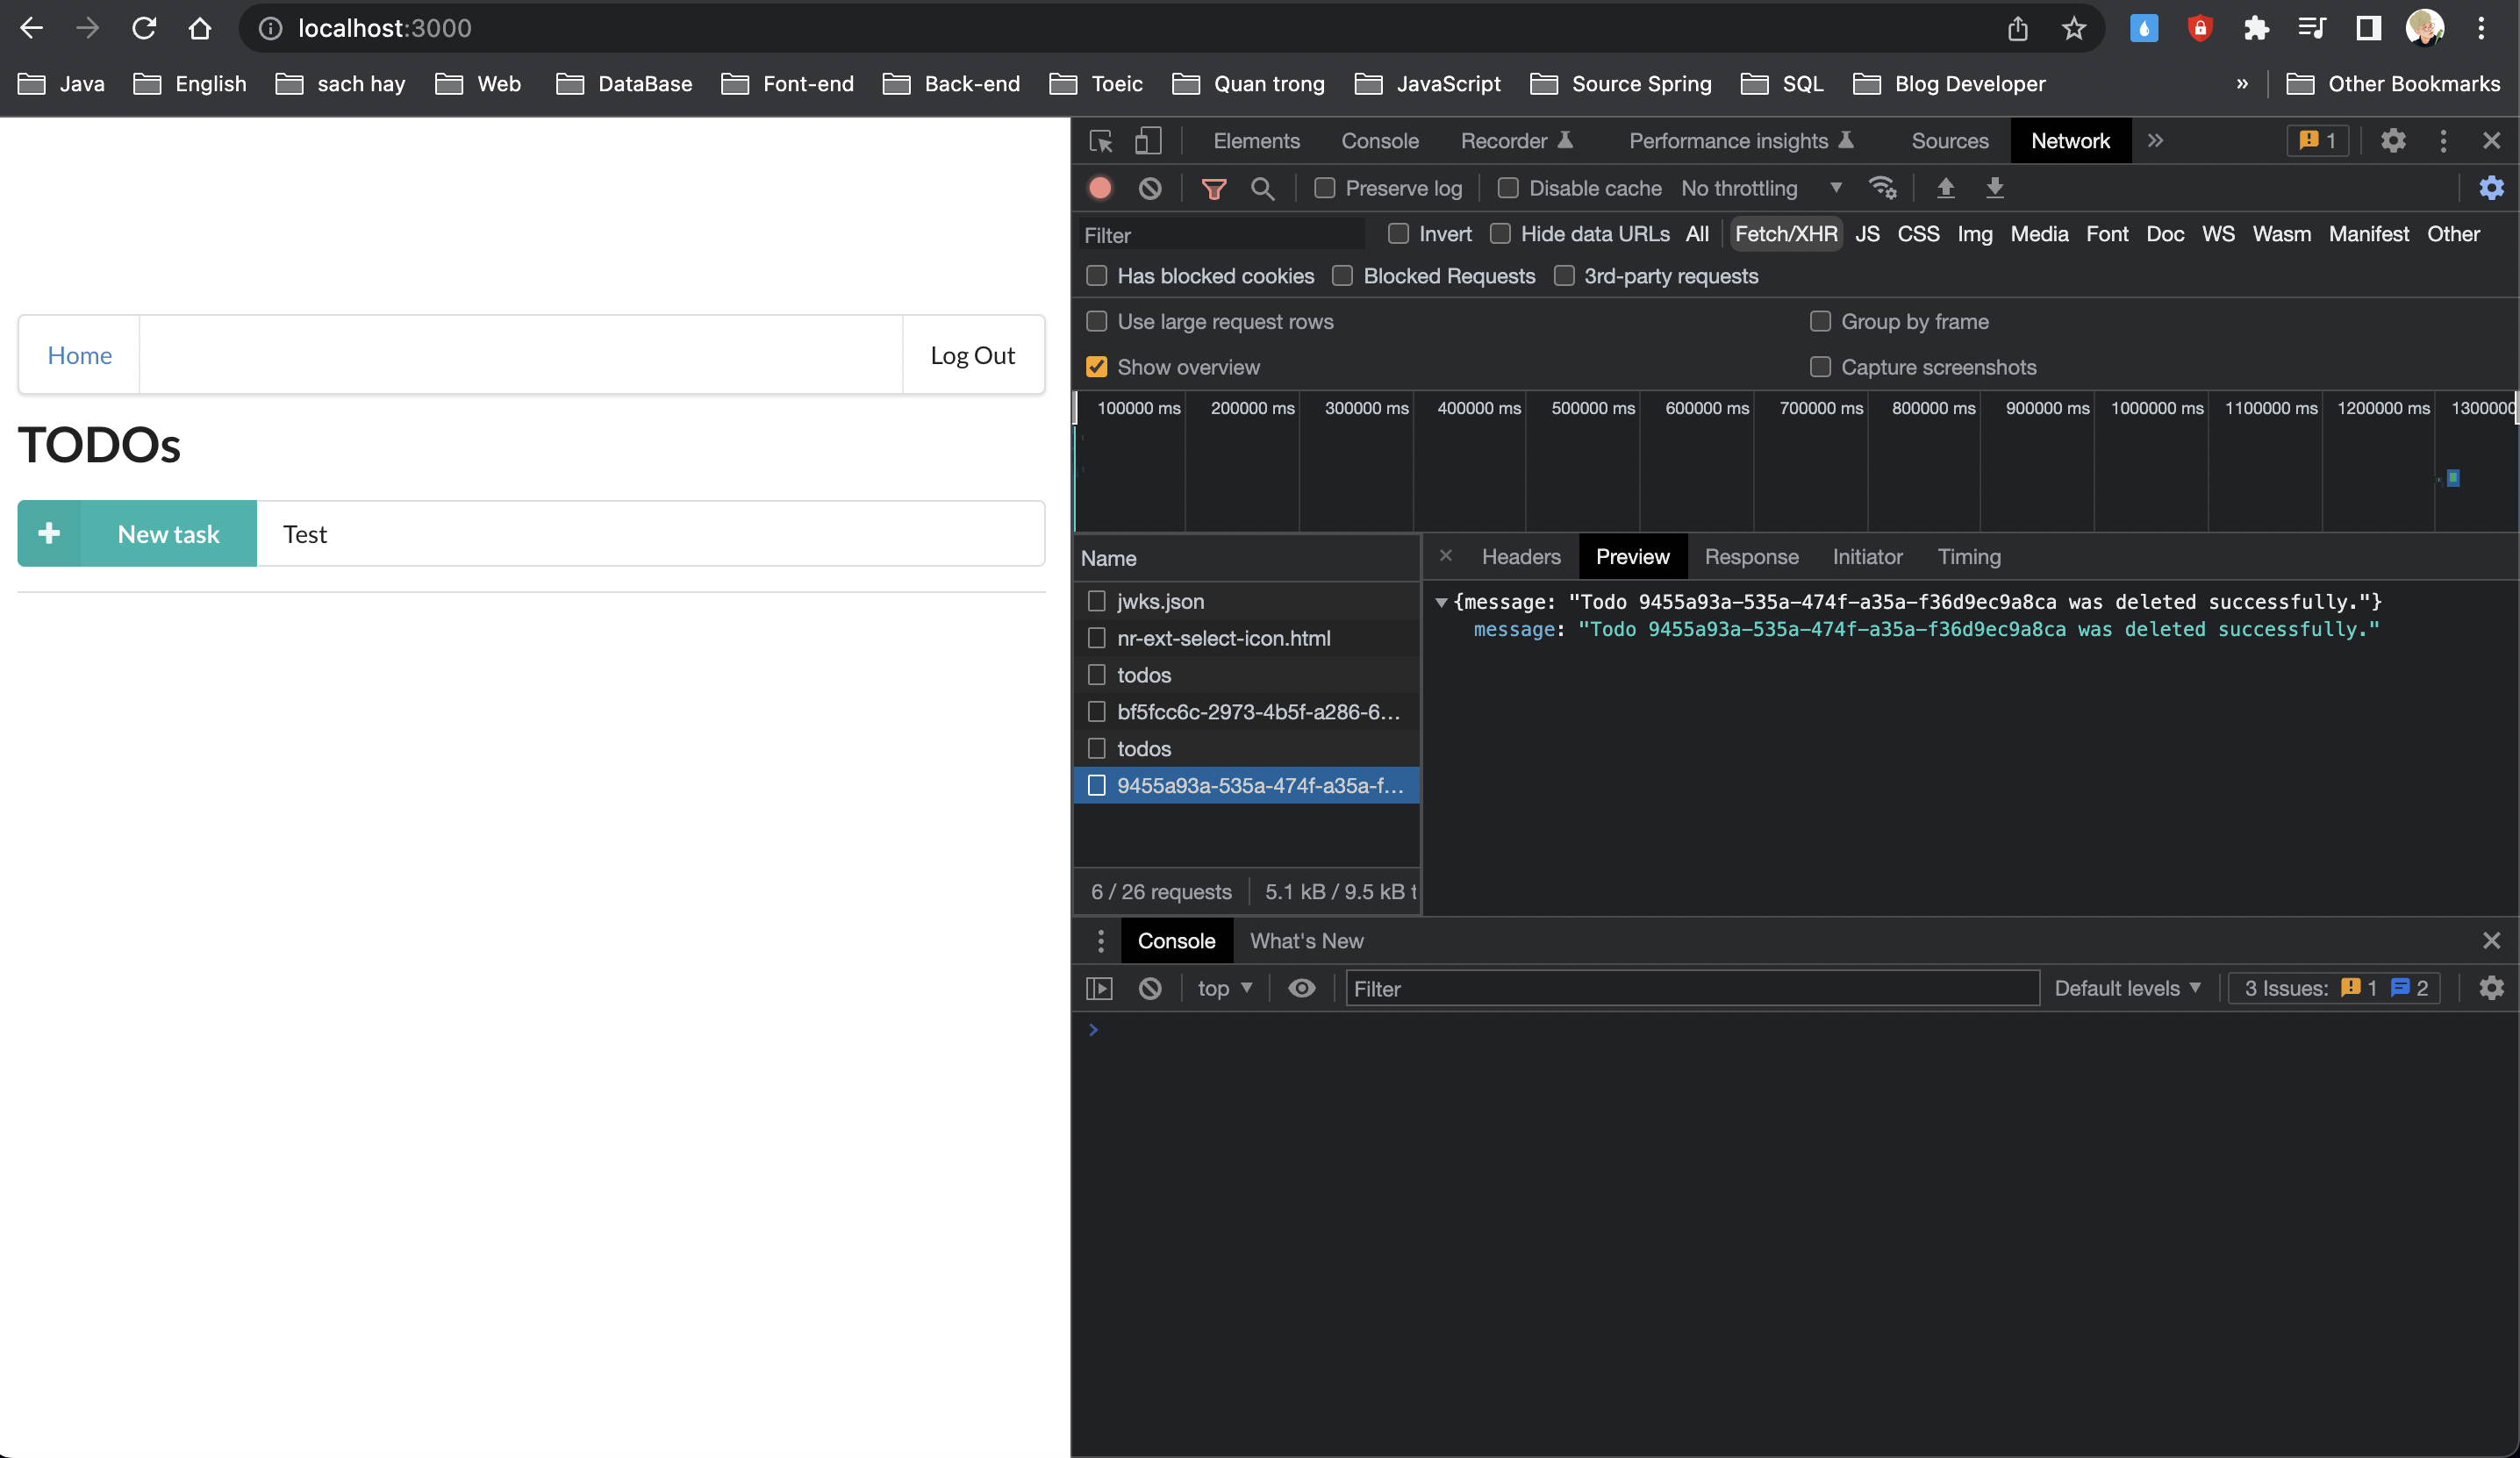 localhost:3000
Java English sach hay Web DataBase Font-end Back-end Toeic Quan trong JavaScript Source Spring SQL Blog Developer » Other Bookmarks
Home
Log Out
TODOs
New task
Test
Elements Console Recorder Performance insights Sources Network 1
Preserve log Disable cache No throttling
Filter Invert Hide data URLs All Fetch/XHR JS CSS Img Media Font Doc WS Wasm Manifest Other
Has blocked cookies Blocked Requests 3rd-party requests
Use large request rows Group by frame
Show overview Capture screenshots
100000 ms 200000 ms 300000 ms 400000 ms 500000 ms 600000 ms 700000 ms 800000 ms 900000 ms 1000000 ms 1100000 ms 1200000 ms 1300000
Name
jwks.json
nr-ext-select-icon.html
todos
bf5fcc6c-2973-4b5f-a286-6...
todos
9455a93a-535a-474f-a35a-f...
6 / 26 requests 5.1 kB / 9.5 kB t
Headers Preview Response Initiator Timing
{message: "Todo 9455a93a-535a-474f-a35a-f36d9ec9a8ca was deleted successfully."}
message: "Todo 9455a93a-535a-474f-a35a-f36d9ec9a8ca was deleted successfully."
Console What's New
top Filter Default levels 3 Issues: 1 2